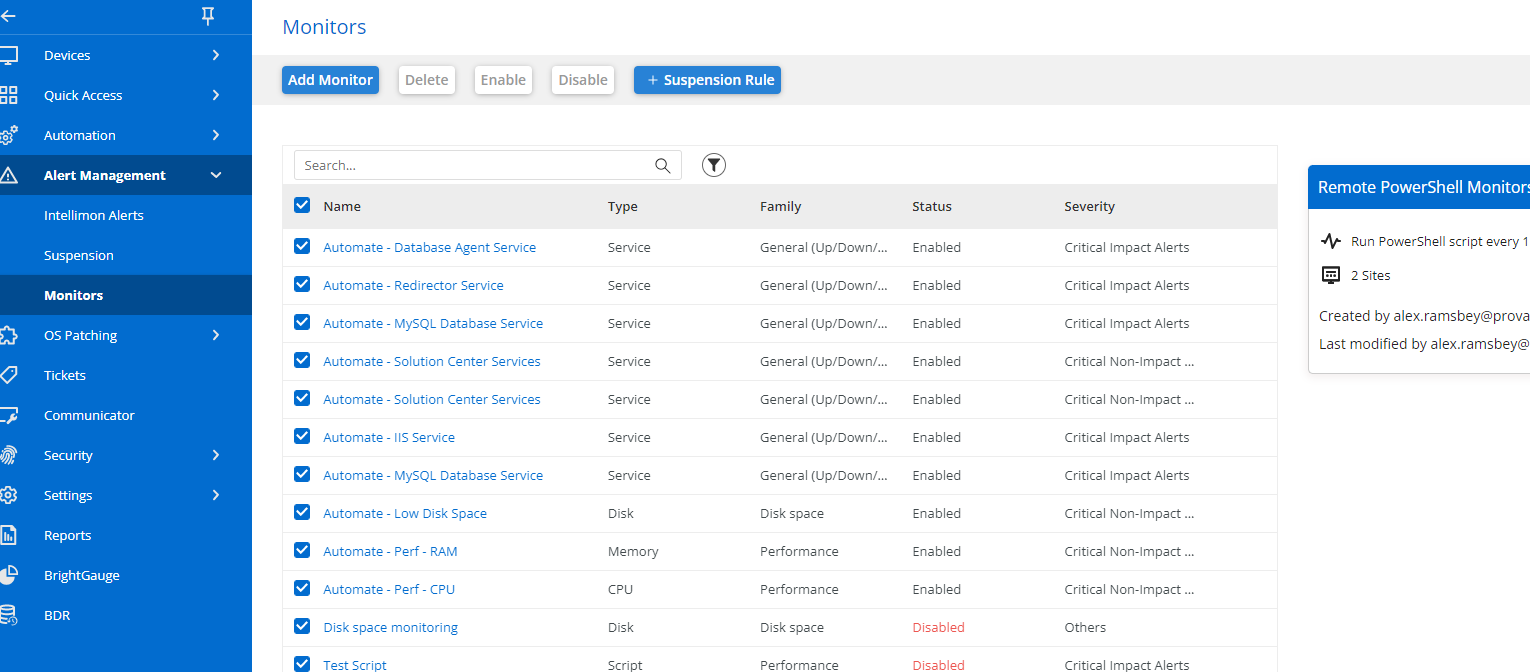 Monitors
Devices
Quick Access
Automation
Alert Management
Intellimon Alerts
Suspension
Monitors
OS Patching
Tickets
Communicator
Security
Settings
Reports
BrightGauge
BDR
Add Monitor Delete Enable Disable + Suspension Rule
Search...
Name Type Family Status Severity
Automate - Database Agent Service Service General (Up/Down/... Enabled Critical Impact Alerts
Automate - Redirector Service Service General (Up/Down/... Enabled Critical Impact Alerts
Automate - MySQL Database Service Service General (Up/Down/... Enabled Critical Impact Alerts
Automate - Solution Center Services Service General (Up/Down/... Enabled Critical Non-Impact ...
Automate - Solution Center Services Service General (Up/Down/... Enabled Critical Non-Impact ...
Automate - IIS Service Service General (Up/Down/... Enabled Critical Impact Alerts
Automate - MySQL Database Service Service General (Up/Down/... Enabled Critical Impact Alerts
Automate - Low Disk Space Disk Disk space Enabled Critical Non-Impact ...
Automate - Perf - RAM Memory Performance Enabled Critical Non-Impact ...
Automate - Perf - CPU CPU Performance Enabled Critical Non-Impact ...
Disk space monitoring Disk Disk space Disabled Others
Test Script Script Performance Disabled Critical Impact Alerts
Remote PowerShell Monitors
Run PowerShell script every 1
2 Sites
Created by alex.ramsbey@prova
Last modified by alex.ramsbey@